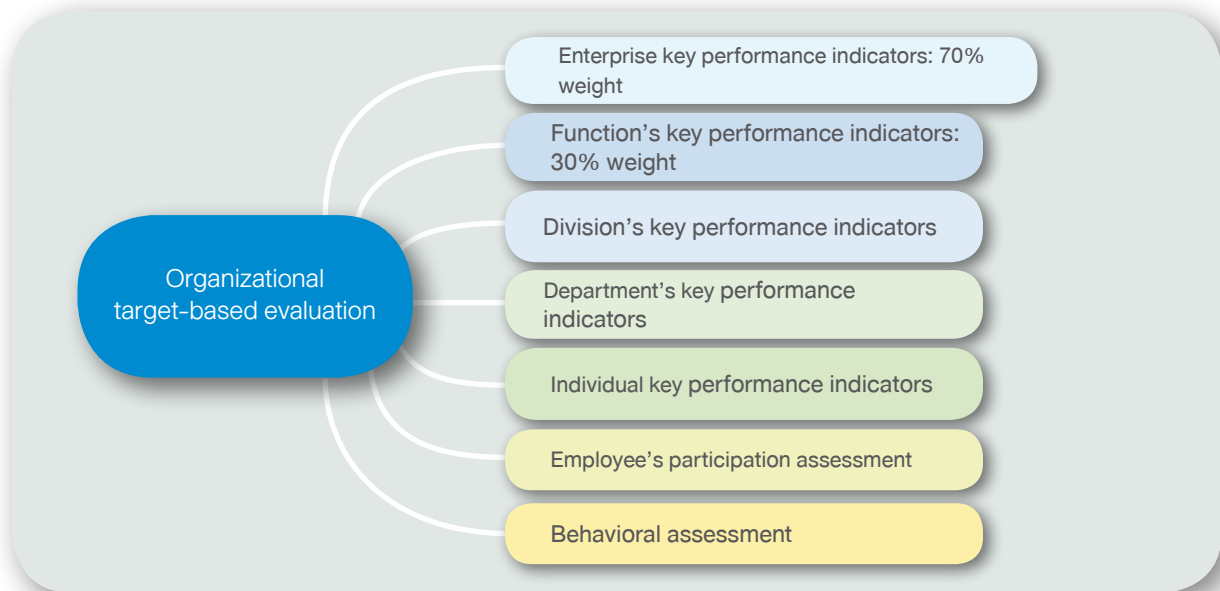 Enterprise key performance indicators: 70%
weight
Function’s key performance indicators:
30% weight
Division’s key performance indicators
Organizational
target-based evaluation
Department’s key performance
indicators
Individual key performance indicators
Employee’s participation assessment
Behavioral assessment